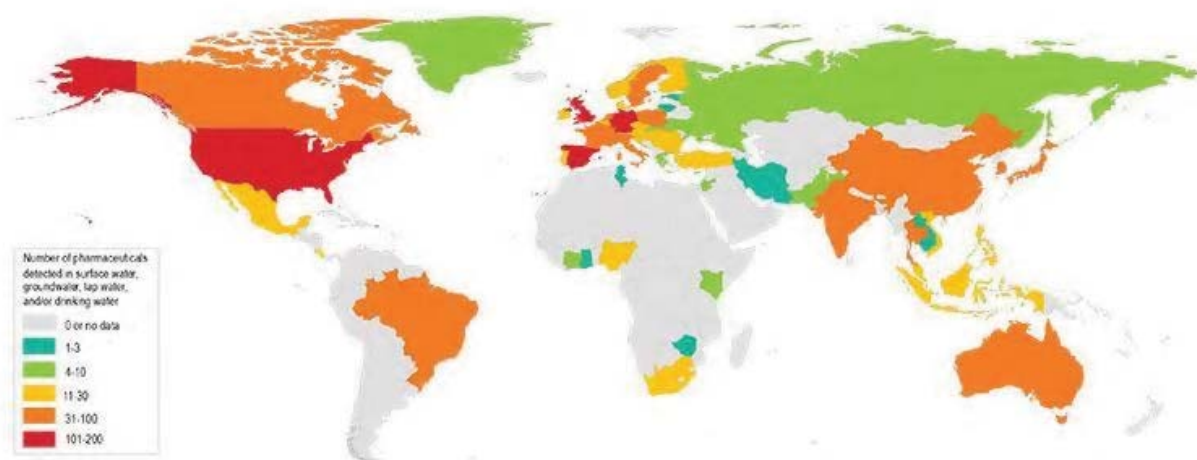 Number of pharmaceuticals
detected in surface water,
groundwater, tap water,
and/or drinking water
0 or no data
1-3
4-10
11-30
31-100
101-200